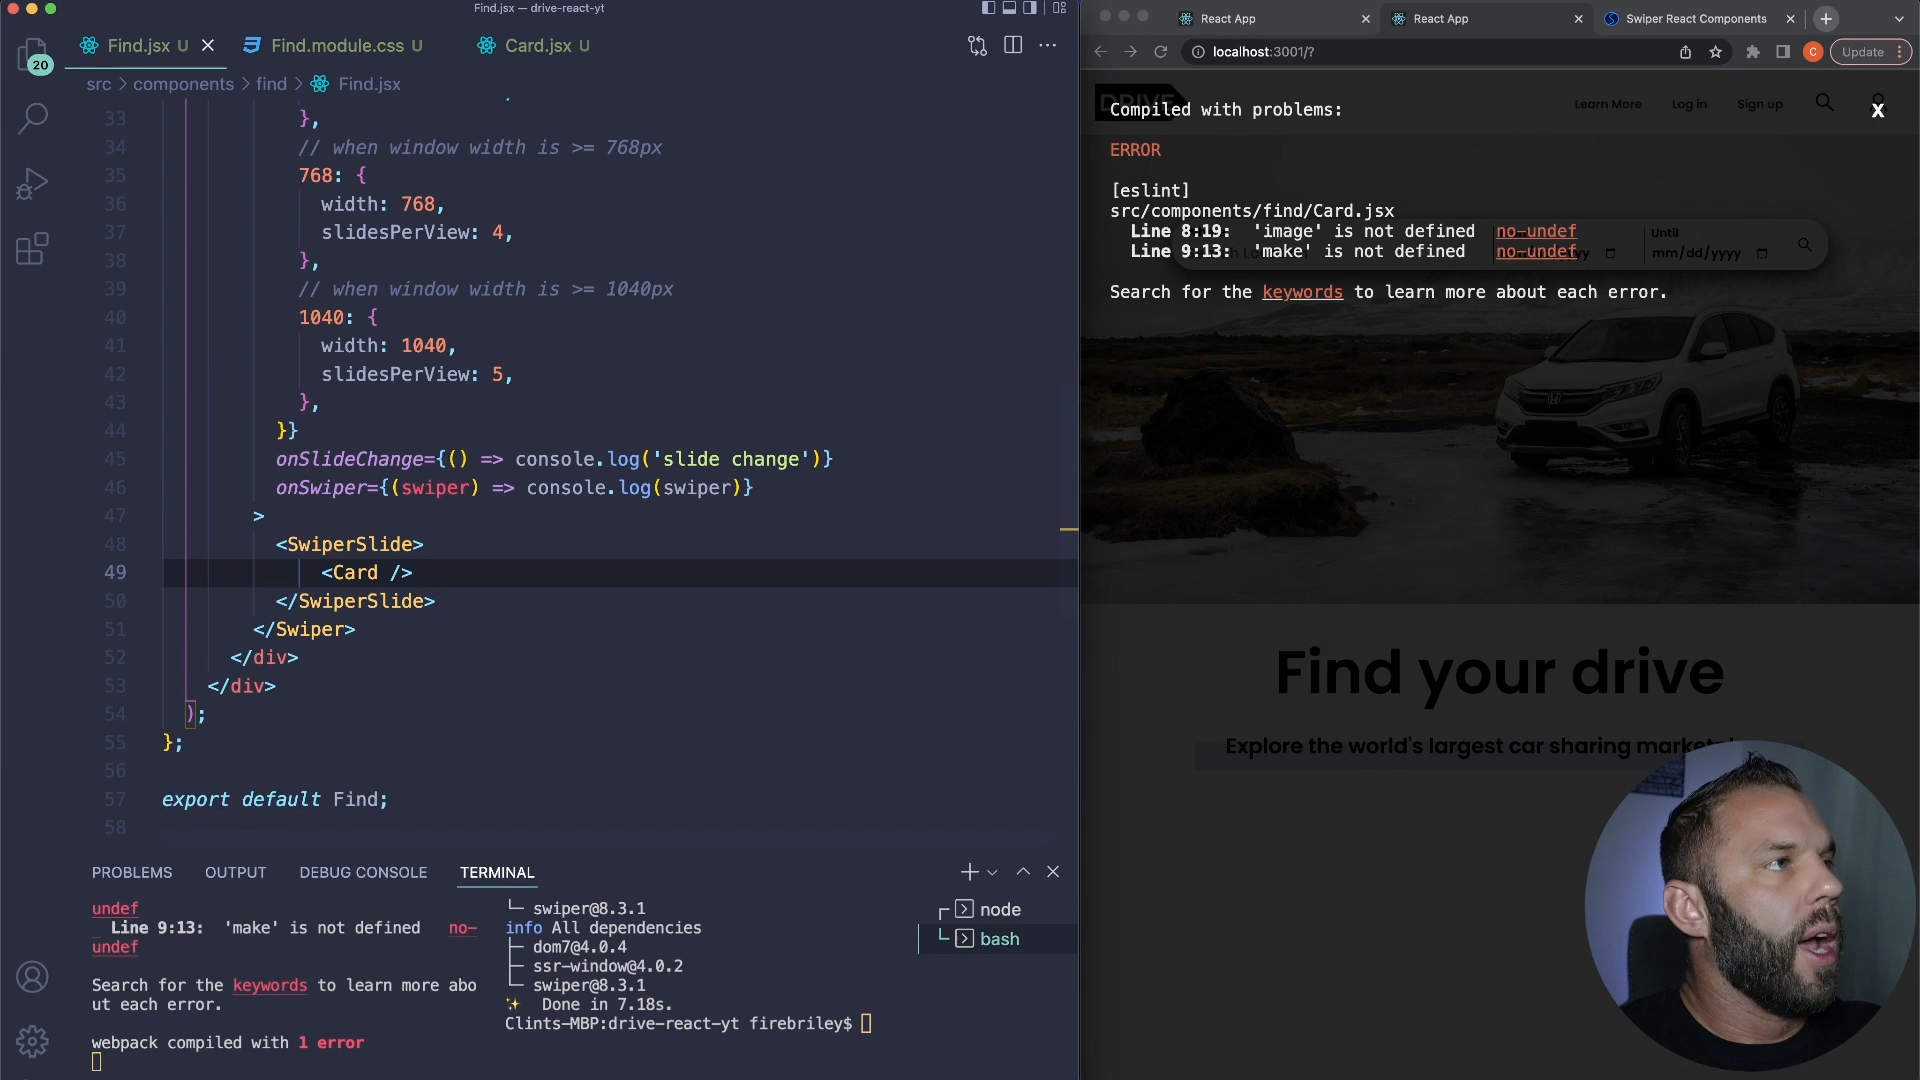 Find.jsx — drive-react-yt
Find.jsx U
Find.module.css U
Card.jsx U
20
src > components > find > Find.jsx
33 },
34 // when window width is >= 768px
35 768: {
36 width: 768,
37 slidesPerView: 4,
38 },
39 // when window width is >= 1040px
40 1040: {
41 width: 1040,
42 slidesPerView: 5,
43 },
44 }}
45 onSlideChange={() => console.log('slide change')}
46 onSwiper={(swiper) => console.log(swiper)}
47 >
48 <SwiperSlide>
49 <Card />
50 </SwiperSlide>
51 </Swiper>
52 </div>
53 </div>
54 );
55 };
56
57 export default Find;
58
PROBLEMS OUTPUT DEBUG CONSOLE TERMINAL
undef
Line 9:13: 'make' is not defined no-
undef
Search for the keywords to learn more abo
ut each error.
webpack compiled with 1 error
└─ swiper@8.3.1
info All dependencies
├─ dom7@4.0.4
├─ ssr-window@4.0.2
└─ swiper@8.3.1
✨ Done in 7.18s.
Clints-MBP:drive-react-yt firebriley$
node
bash
React App
React App
Swiper React Components
localhost:3001/?
C
Update
DRIVE
Learn More Log in Sign up
Compiled with problems:
X
ERROR
[eslint]
src/components/find/Card.jsx
Line 8:19: 'image' is not defined no-undef
Line 9:13: 'make' is not defined no-undef
Until
mm/dd/yyyy
Search for the keywords to learn more about each error.
Find your drive
Explore the world's largest car sharing